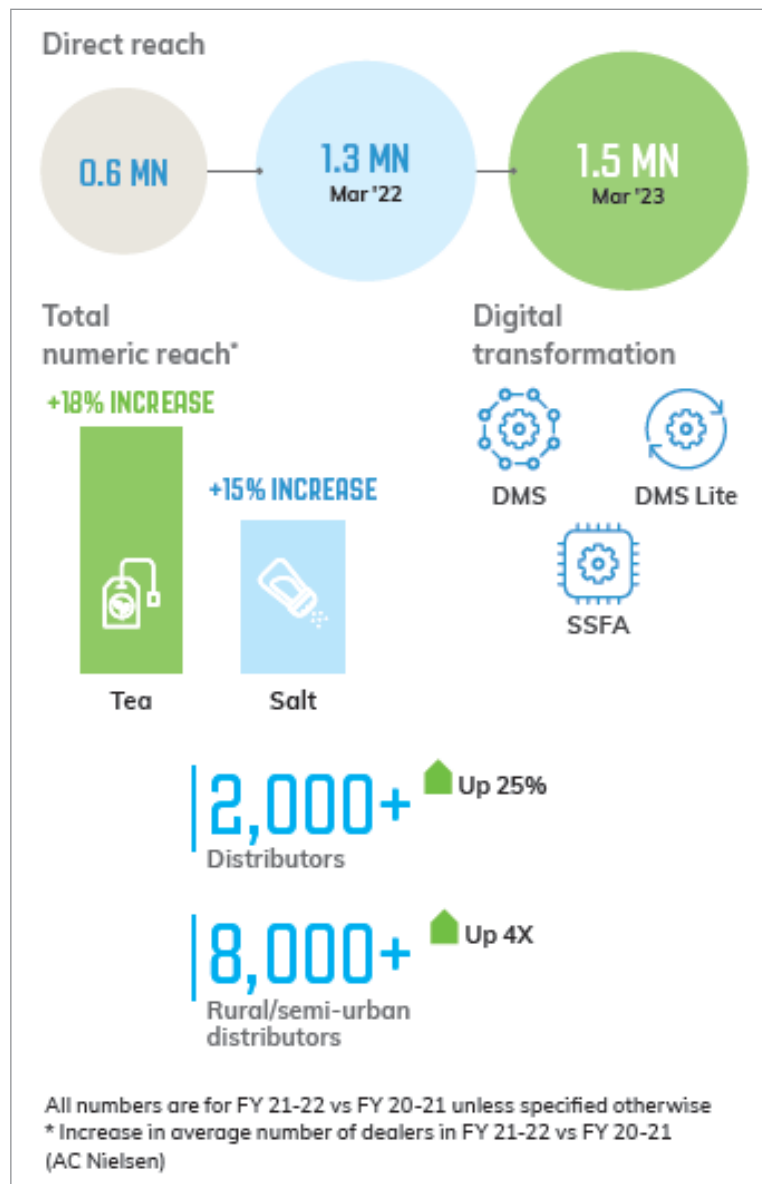 Direct reach
0.6 MN
1.3 MN
Mar '22
1.5 MN
Mar '23
Total
numeric reach*
+18% INCREASE
+15% INCREASE
Tea
Salt
Digital
transformation
DMS
DMS Lite
SSFA
2,000+
Up 25%
Distributors
8,000+
Up 4X
Rural/semi-urban
distributors
All numbers are for FY 21-22 vs FY 20-21 unless specified otherwise
* Increase in average number of dealers in FY 21-22 vs FY 20-21
(AC Nielsen)